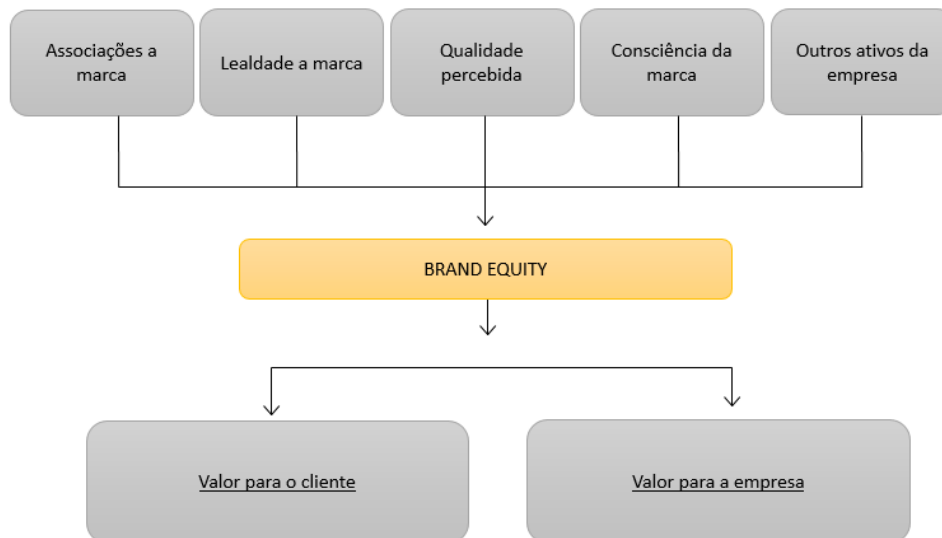 Associações a
marca
Lealdade a marca
Qualidade
percebida
Consciência da
marca
Outros ativos da
empresa
BRAND EQUITY
Valor para o cliente
Valor para a empresa